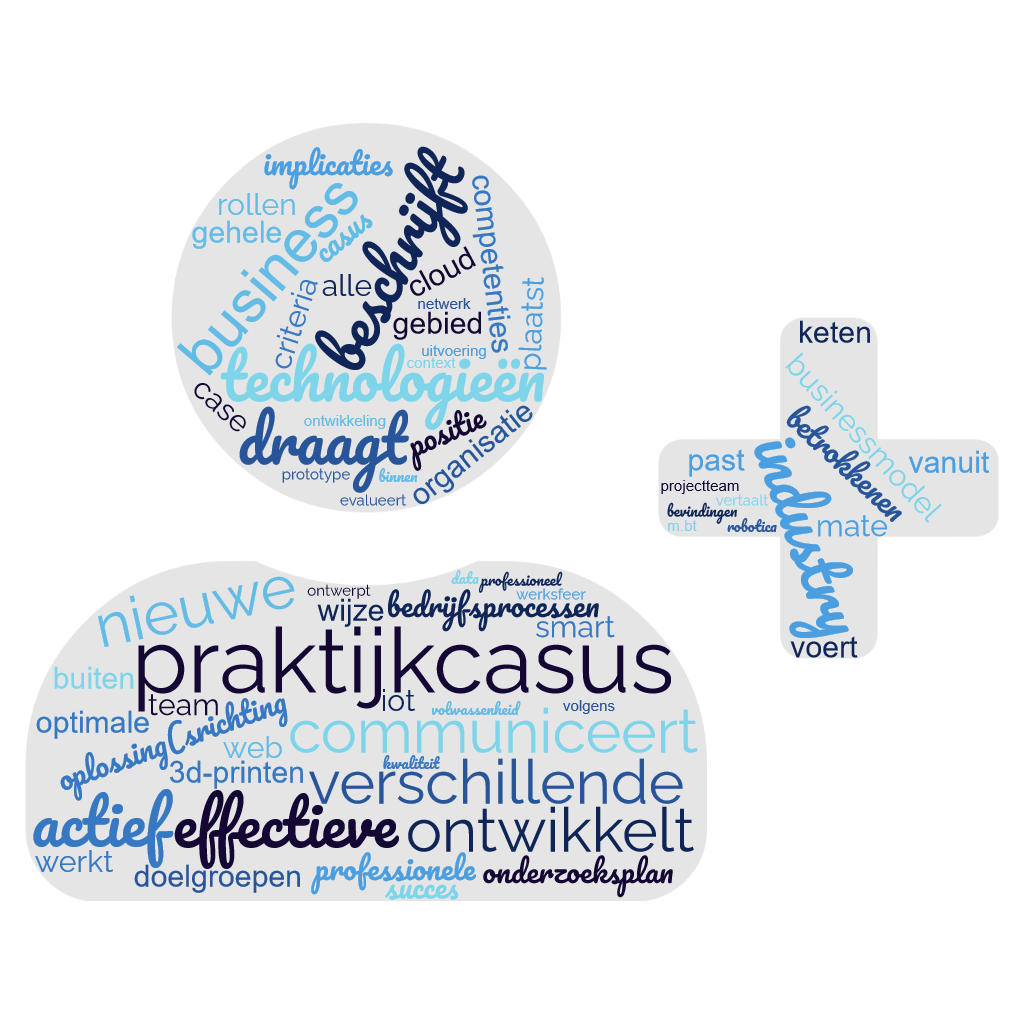 implicaties
beschrijft
rollen
gehele
business
casus
competenties
cloud
alle
criteria
netwerk
gebied
plaatst
uitvoering
context
technologieën
case
ontwikkeling
draagt
positie
organisatie
prototype
binnen
evalueert
keten
businessmodel
betrokkenen
industry
past
vanuit
projectteam
vertaalt
bevindingen
m.bt
robotica
mate
voert
data
professioneel
ontwerpt
werksfeer
nieuwe
wijze
bedrijfsprocessen
smart
praktijkcasus
buiten
team
iot
volwassenheid
volgens
optimale
Csrichting
communiceert
oplossing
web
kwaliteit
3d-printen
verschillende
actief
effectieve
ontwikkelt
werkt
doelgroepen
professionele
onderzoeksplan
succes